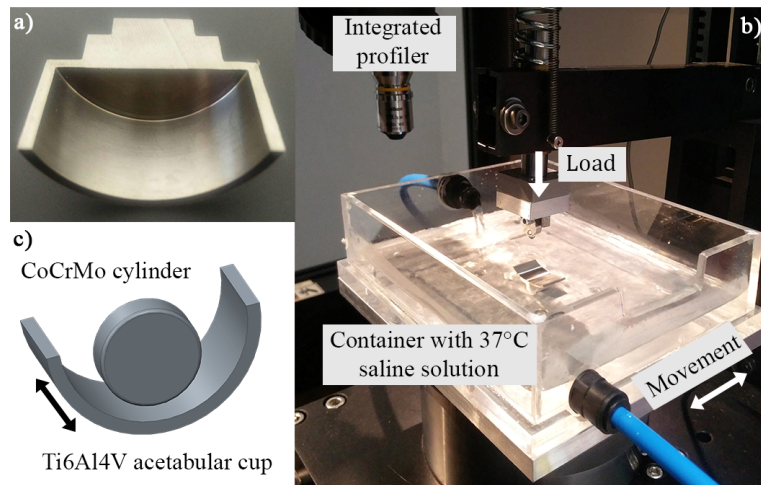 a)
Integrated
profiler
b)
Load
c)
CoCrMo cylinder
Container with 37°C
saline solution
Movement
Ti6Al4V acetabular cup